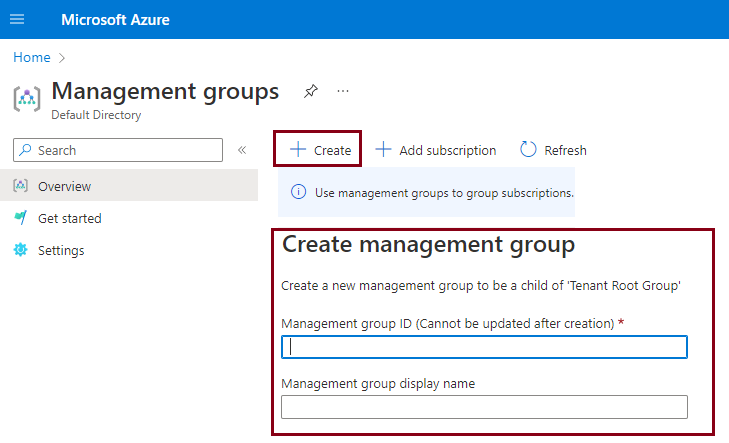 Microsoft Azure
Home
Management groups
Default Directory
Search
Create
Add subscription
Refresh
Overview
Get started
Settings
Use management groups to group subscriptions.
Create management group
Create a new management group to be a child of 'Tenant Root Group'
Management group ID (Cannot be updated after creation) *
Management group display name